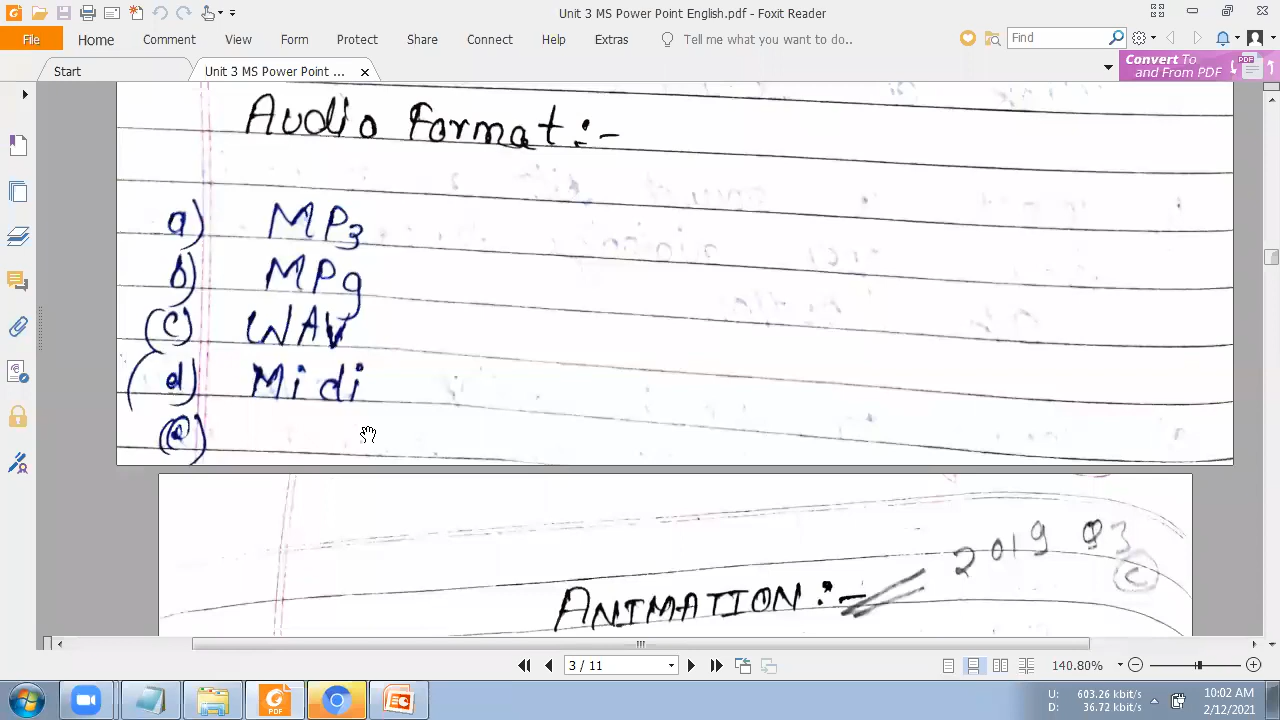 Unit 3 MS Power Point English.pdf - Foxit Reader
File Home Comment View Form Protect Share Connect Help Extras Tell me what you want to do.. Find
Start Unit 3 MS Power Point ... Convert To
and From PDF
Audio Format:-
a) MP3
b) MPg
(c) WAV
(d) Midi
(e)
2019 Q3
(c)
ANIMATION:-
3 / 11 140.80%
U: 603.26 kbit/s
D: 36.72 kbit/s
10:02 AM
2/12/2021